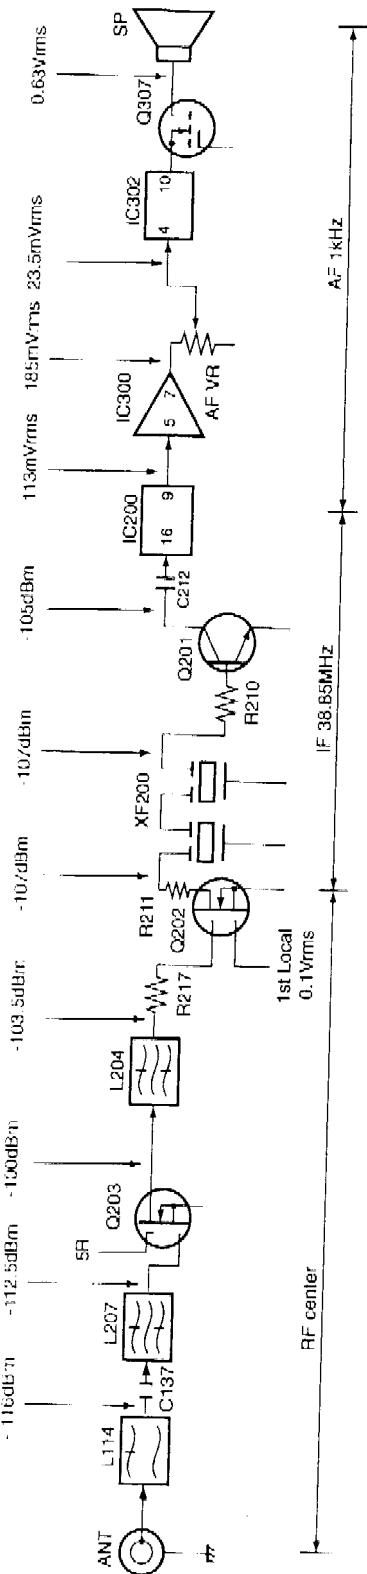 -116dBm
-112.5dBm
-100dBm
-103.5dBm
-107dBm
-107dBm
-105dBm
113mVrms
185mVrms
23.5mVrms
0.63Vrms
ANT
L114
C137
L207
5R
Q203
L204
R217
Q202
R211
XF200
R210
Q201
C212
IC200
16 9
IC300
5 7
AF VR
IC302
4 10
Q307
SP
1st Local
0.1Vrms
RF center
IF 38.85MHz
AF 1kHz